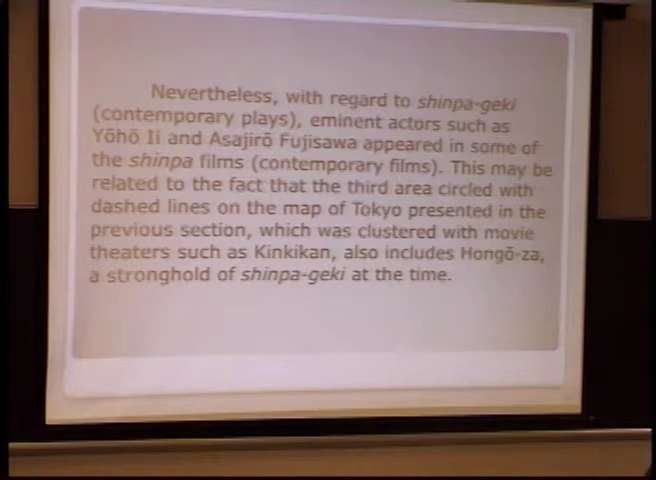 Nevertheless, with regard to shinpa-geki
(contemporary plays), eminent actors such as
Yōhō Ii and Asajirō Fujisawa appeared in some of
the shinpa films (contemporary films). This may be
related to the fact that the third area circled with
dashed lines on the map of Tokyo presented in the
previous section, which was clustered with movie
theaters such as Kinkikan, also includes Hongō-za,
a stronghold of shinpa-geki at the time.